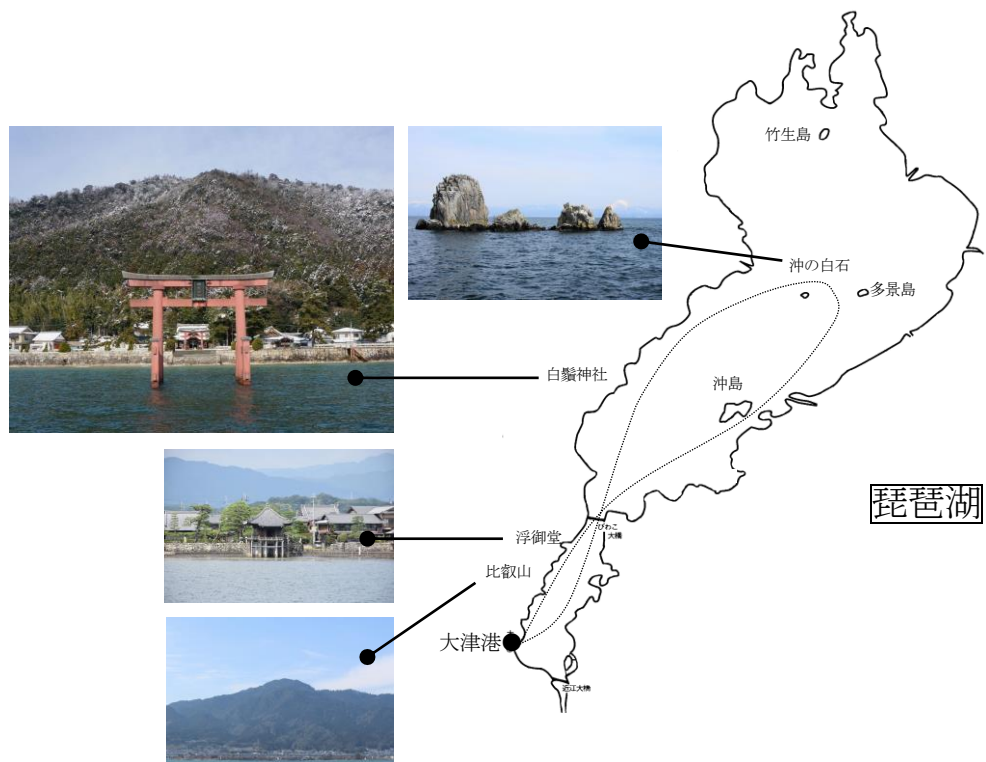 竹生島
沖の白石
多景島
白鬚神社
沖島
琵琶湖
びわこ
大橋
浮御堂
比叡山
大津港
近江大橋